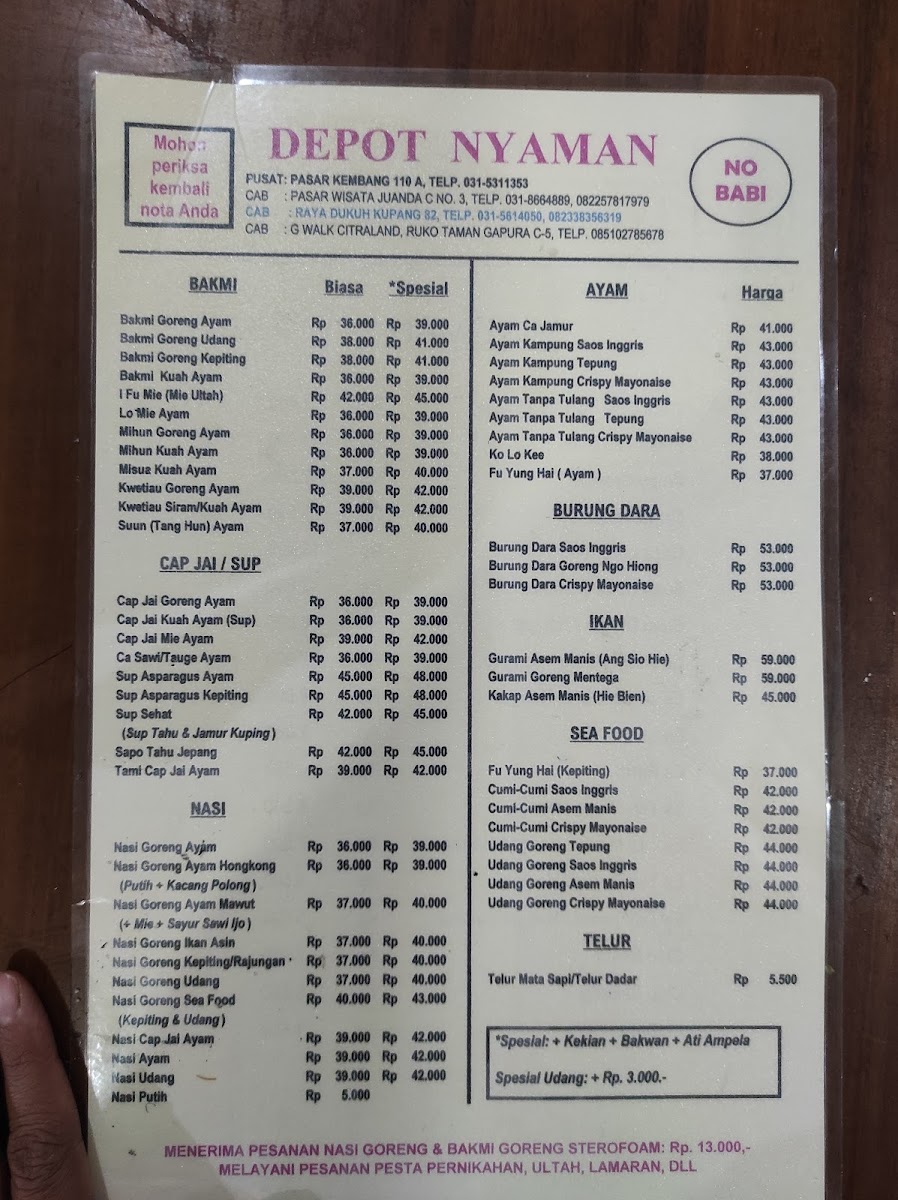 Mohon
periksa
kembali
nota Anda
DEPOT NYAMAN
PUSAT: PASAR KEMBANG 110 A, TELP. 031-5311353
CAB : PASAR WISATA JUANDA C NO. 3, TELP. 031-8664889, 082257817979
CAB : RAYA DUKUH KUPANG 82, TELP. 031-5614050, 082338356319
CAB : G WALK CITRALAND, RUKO TAMAN GAPURA C-5, TELP. 085102785678
NO
BABI
BAKMI Biasa *Spesial
Bakmi Goreng Ayam Rp 36.000 Rp 39.000
Bakmi Goreng Udang Rp 38.000 Rp 41.000
Bakmi Goreng Kepiting Rp 38.000 Rp 41.000
Bakmi Kuah Ayam Rp 36.000 Rp 39.000
I Fu Mie (Mie Ultah) Rp 42.000 Rp 45.000
Lo Mie Ayam Rp 36.000 Rp 39.000
Mihun Goreng Ayam Rp 36.000 Rp 39.000
Mihun Kuah Ayam Rp 36.000 Rp 39.000
Misua Kuah Ayam Rp 37.000 Rp 40.000
Kwetiau Goreng Ayam Rp 39.000 Rp 42.000
Kwetiau Siram/Kuah Ayam Rp 39.000 Rp 42.000
Suun (Tang Hun) Ayam Rp 37.000 Rp 40.000
CAP JAI / SUP
Cap Jai Goreng Ayam Rp 36.000 Rp 39.000
Cap Jai Kuah Ayam (Sup) Rp 36.000 Rp 39.000
Cap Jai Mie Ayam Rp 39.000 Rp 42.000
Ca Sawi/Tauge Ayam Rp 36.000 Rp 39.000
Sup Asparagus Ayam Rp 45.000 Rp 48.000
Sup Asparagus Kepiting Rp 45.000 Rp 48.000
Sup Sehat Rp 42.000 Rp 45.000
(Sup Tahu & Jamur Kuping)
Sapo Tahu Jepang Rp 42.000 Rp 45.000
Tami Cap Jai Ayam Rp 39.000 Rp 42.000
NASI
Nasi Goreng Ayam Rp 36.000 Rp 39.000
Nasi Goreng Ayam Hongkong Rp 36.000 Rp 39.000
(Putih + Kacang Polong)
Nasi Goreng Ayam Mawut Rp 37.000 Rp 40.000
(+ Mie + Sayur Sawi Ijo)
Nasi Goreng Ikan Asin Rp 37.000 Rp 40.000
Nasi Goreng Kepiting/Rajungan Rp 37.000 Rp 40.000
Nasi Goreng Udang Rp 37.000 Rp 40.000
Nasi Goreng Sea Food Rp 40.000 Rp 43.000
(Kepiting & Udang)
Nasi Cap Jai Ayam Rp 39.000 Rp 42.000
Nasi Ayam Rp 39.000 Rp 42.000
Nasi Udang Rp 39.000 Rp 42.000
Nasi Putih Rp 5.000
AYAM Harga
Ayam Ca Jamur Rp 41.000
Ayam Kampung Saos Inggris Rp 43.000
Ayam Kampung Tepung Rp 43.000
Ayam Kampung Crispy Mayonaise Rp 43.000
Ayam Tanpa Tulang Saos Inggris Rp 43.000
Ayam Tanpa Tulang Tepung Rp 43.000
Ayam Tanpa Tulang Crispy Mayonaise Rp 43.000
Ko Lo Kee Rp 38.000
Fu Yung Hai ( Ayam ) Rp 37.000
BURUNG DARA
Burung Dara Saos Inggris Rp 53.000
Burung Dara Goreng Ngo Hiong Rp 53.000
Burung Dara Crispy Mayonaise Rp 53.000
IKAN
Gurami Asem Manis (Ang Sio Hie) Rp 59.000
Gurami Goreng Mentega Rp 59.000
Kakap Asem Manis (Hie Bien) Rp 45.000
SEA FOOD
Fu Yung Hai (Kepiting) Rp 37.000
Cumi-Cumi Saos Inggris Rp 42.000
Cumi-Cumi Asem Manis Rp 42.000
Cumi-Cumi Crispy Mayonaise Rp 42.000
Udang Goreng Tepung Rp 44.000
Udang Goreng Saos Inggris Rp 44.000
Udang Goreng Asem Manis Rp 44.000
Udang Goreng Crispy Mayonaise Rp 44.000
TELUR
Telur Mata Sapi/Telur Dadar Rp 5.500
*Spesial: + Kekian + Bakwan + Ati Ampela
Spesial Udang: + Rp. 3.000.-
MENERIMA PESANAN NASI GORENG & BAKMI GORENG STEROFOAM: Rp. 13.000,-
MELAYANI PESANAN PESTA PERNIKAHAN, ULTAH, LAMARAN, DLL